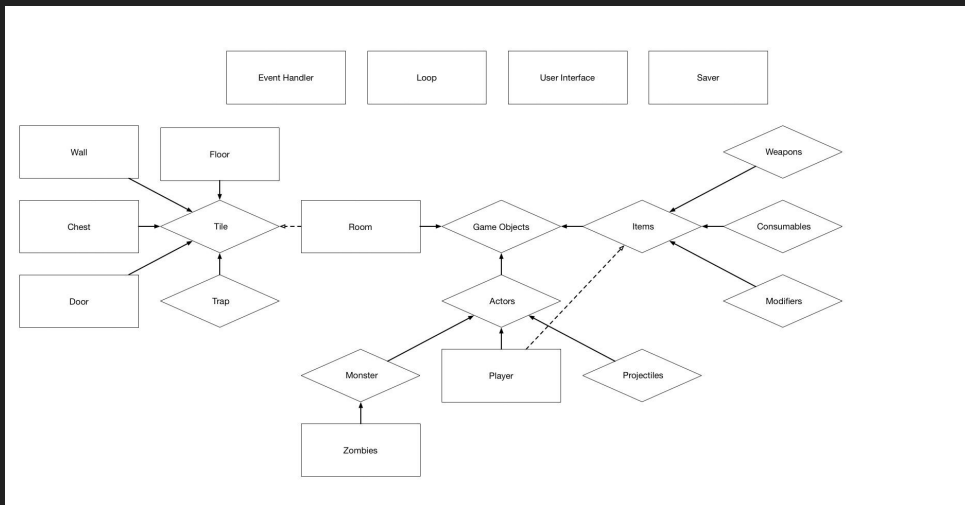 Event Handler
Loop
User Interface
Saver
Wall
Floor
Weapons
Chest
Tile
Room
Game Objects
Items
Consumables
Door
Trap
Actors
Modifiers
Monster
Player
Projectiles
Zombies